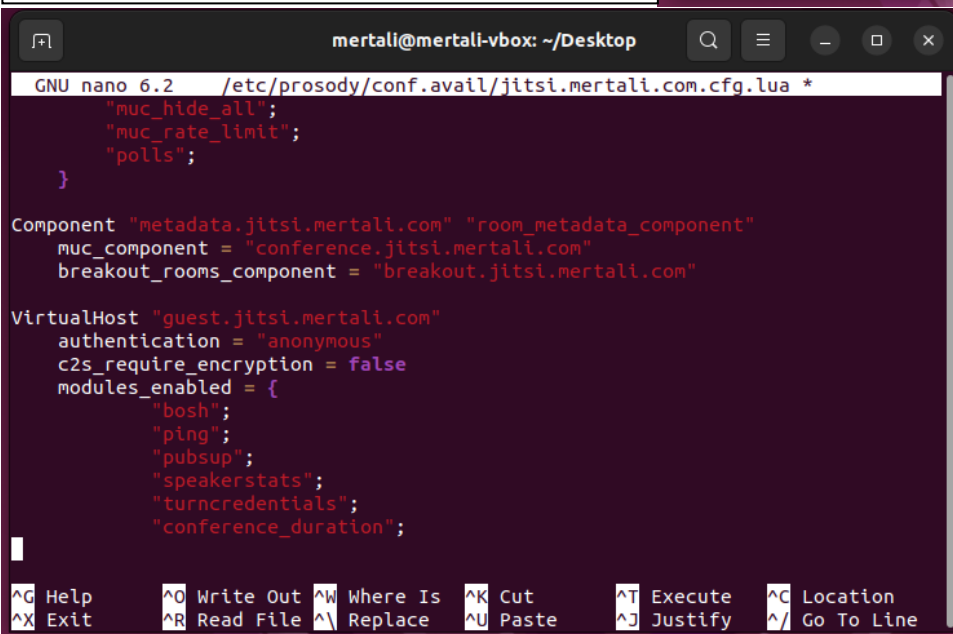 mertali@mertali-vbox: ~/Desktop
GNU nano 6.2 /etc/prosody/conf.avail/jitsi.mertali.com.cfg.lua *
"muc_hide_all";
"muc_rate_limit";
"polls";
}
Component "metadata.jitsi.mertali.com" "room_metadata_component"
muc_component = "conference.jitsi.mertali.com"
breakout_rooms_component = "breakout.jitsi.mertali.com"
VirtualHost "guest.jitsi.mertali.com"
authentication = "anonymous"
c2s_require_encryption = false
modules_enabled = {
"bosh";
"ping";
"pubsup";
"speakerstats";
"turncredentials";
"conference_duration";
^G Help ^O Write Out ^W Where Is ^K Cut ^T Execute ^C Location
^X Exit ^R Read File ^\ Replace ^U Paste ^J Justify ^/ Go To Line